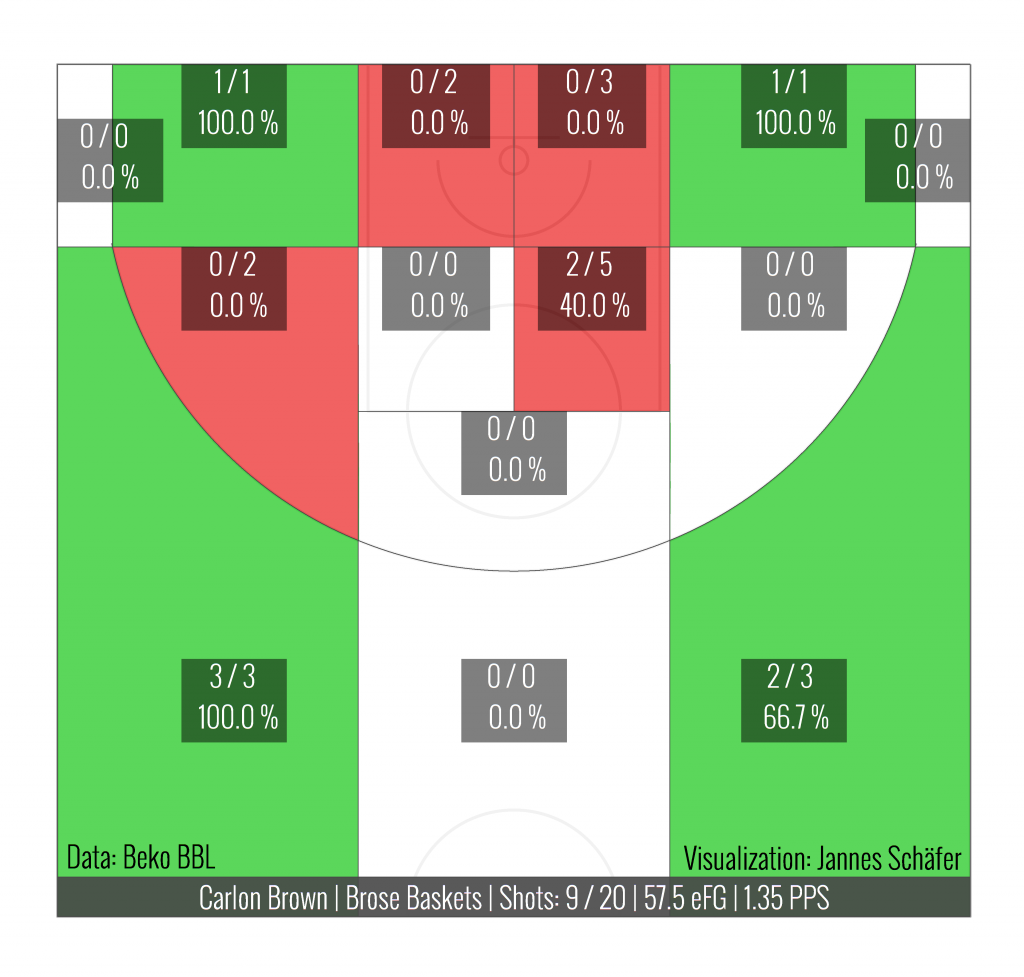 1 / 1
100.0 %
0 / 2
0.0 %
0 / 3
0.0 %
1 / 1
100.0 %
0 / 0
0.0 %
0 / 0
0.0 %
0 / 2
0.0 %
0 / 0
0.0 %
2 / 5
40.0 %
0 / 0
0.0 %
0 / 0
0.0 %
3 / 3
100.0 %
0 / 0
0.0 %
2 / 3
66.7 %
Data: Beko BBL
Visualization: Jannes Schäfer
Carlon Brown | Brose Baskets | Shots: 9 / 20 | 57.5 eFG | 1.35 PPS